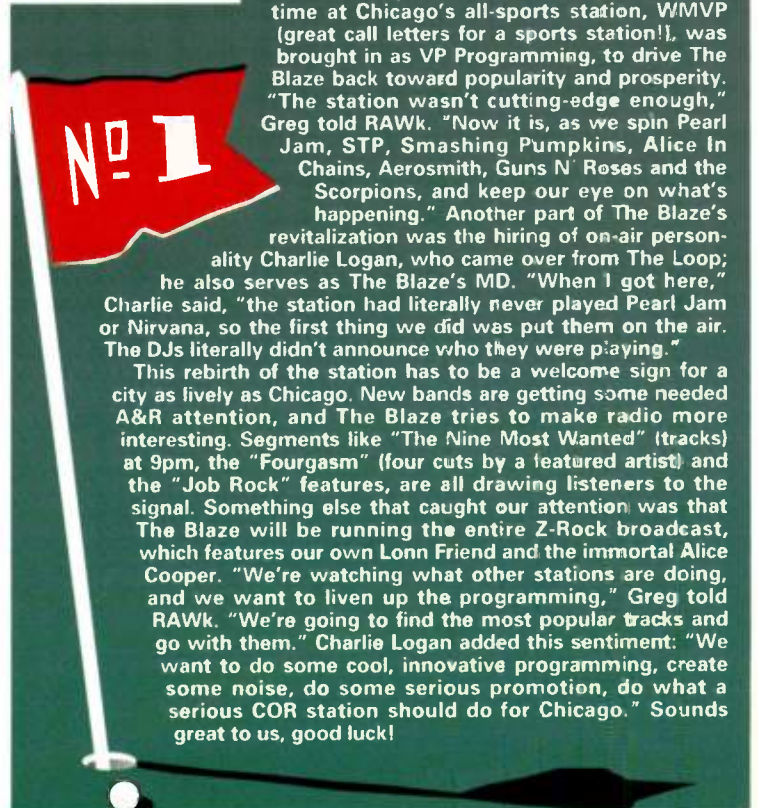 time at Chicago's all-sports station, WMVP
(great call letters for a sports station!), was
brought in as VP Programming, to drive The
Blaze back toward popularity and prosperity.
"The station wasn't cutting-edge enough,"
Greg told RAWk. "Now it is, as we spin Pearl
Jam, STP, Smashing Pumpkins, Alice In
Chains, Aerosmith, Guns N' Roses and the
Scorpions, and keep our eye on what's
happening." Another part of The Blaze's
revitalization was the hiring of on-air person-
ality Charlie Logan, who came over from The Loop;
he also serves as The Blaze's MD. "When I got here,"
Charlie said, "the station had literally never played Pearl Jam
or Nirvana, so the first thing we did was put them on the air.
The DJs literally didn't announce who they were playing."
This rebirth of the station has to be a welcome sign for a
city as lively as Chicago. New bands are getting some needed
A&R attention, and The Blaze tries to make radio more
interesting. Segments like "The Nine Most Wanted" (tracks)
at 9pm, the "Fourgasm" (four cuts by a featured artist) and
the "Job Rock" features, are all drawing listeners to the
signal. Something else that caught our attention was that
The Blaze will be running the entire Z-Rock broadcast,
which features our own Lonn Friend and the immortal Alice
Cooper. "We're watching what other stations are doing,
and we want to liven up the programming," Greg told
RAWk. "We're going to find the most popular tracks and
go with them." Charlie Logan added this sentiment: "We
want to do some cool, innovative programming, create
some noise, do some serious promotion, do what a
serious COR station should do for Chicago." Sounds
great to us, good luck!
Nº 1